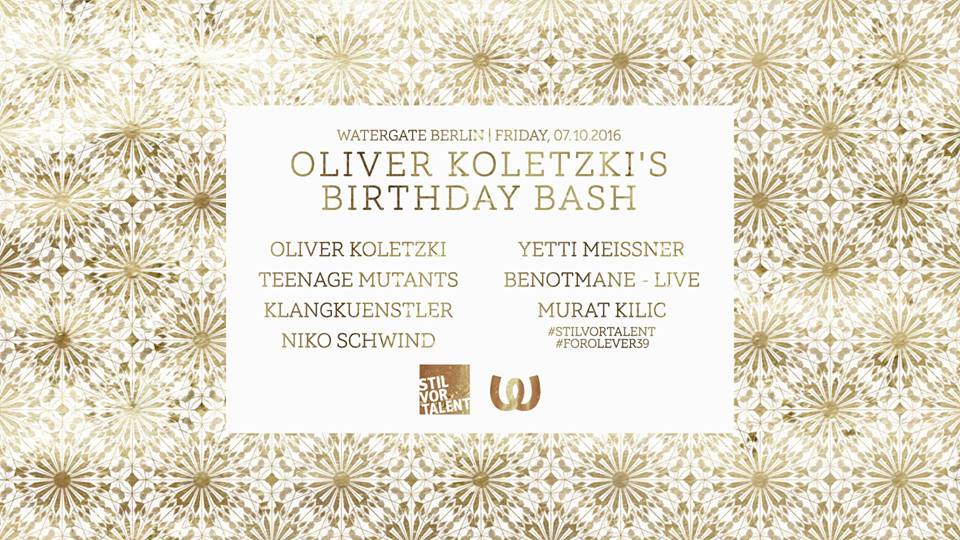 WATERGATE BERLIN | FRIDAY, 07.10.2016
OLIVER KOLETZKI'S
BIRTHDAY BASH
OLIVER KOLETZKI
TEENAGE MUTANTS
KLANGKUENSTLER
NIKO SCHWIND
YETTI MEISSNER
BENOTMANE - LIVE
MURAT KILIC
#STILVORTALENT
#FOROLEVER39
STIL
VOR
TALENT